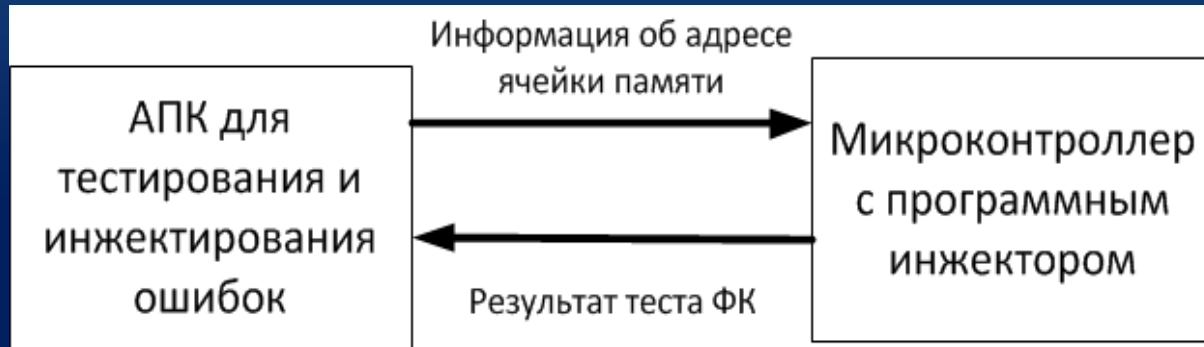 Информация об адресе
ячейки памяти
АПК для
тестирования и
инжектирования
ошибок
Микроконтроллер
с программным
инжектором
Результат теста ФК